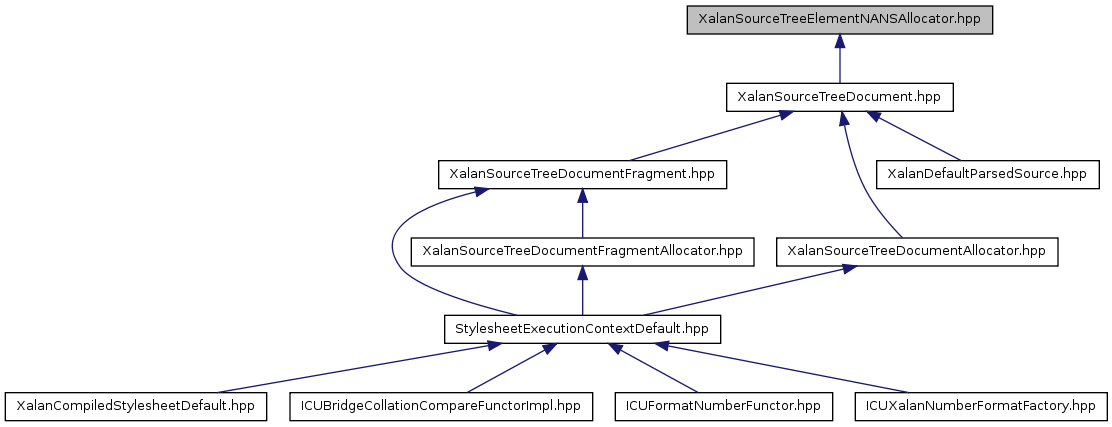 XalanSourceTreeElementNANSAllocator.hpp
XalanSourceTreeDocument.hpp
XalanSourceTreeDocumentFragment.hpp
XalanDefaultParsedSource.hpp
XalanSourceTreeDocumentFragmentAllocator.hpp
XalanSourceTreeDocumentAllocator.hpp
StylesheetExecutionContextDefault.hpp
XalanCompiledStylesheetDefault.hpp
ICUBridgeCollationCompareFunctorImpl.hpp
ICUFormatNumberFunctor.hpp
ICUXalanNumberFormatFactory.hpp